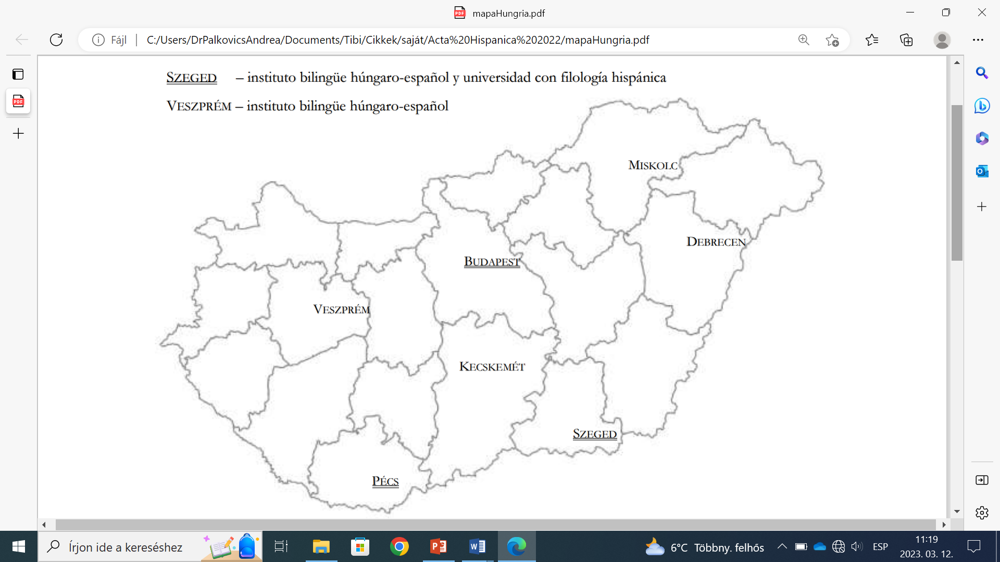 mapaHungria.pdf
Fájl
C:/Users/DrPalkovicsAndrea/Documents/Tibi/Cikkek/saját/Acta%20Hispanica%202022/mapaHungria.pdf
SZEGED – instituto bilingüe húngaro-español y universidad con filología hispánica
VESZPRÉM – instituto bilingüe húngaro-español
MISKOLC
DEBRECEN
BUDAPEST
VESZPRÉM
KECSKEMÉT
SZEGED
PÉCS
Írjon ide a kereséshez
6°C Többny. felhős
ESP
11:19
2023. 03. 12.